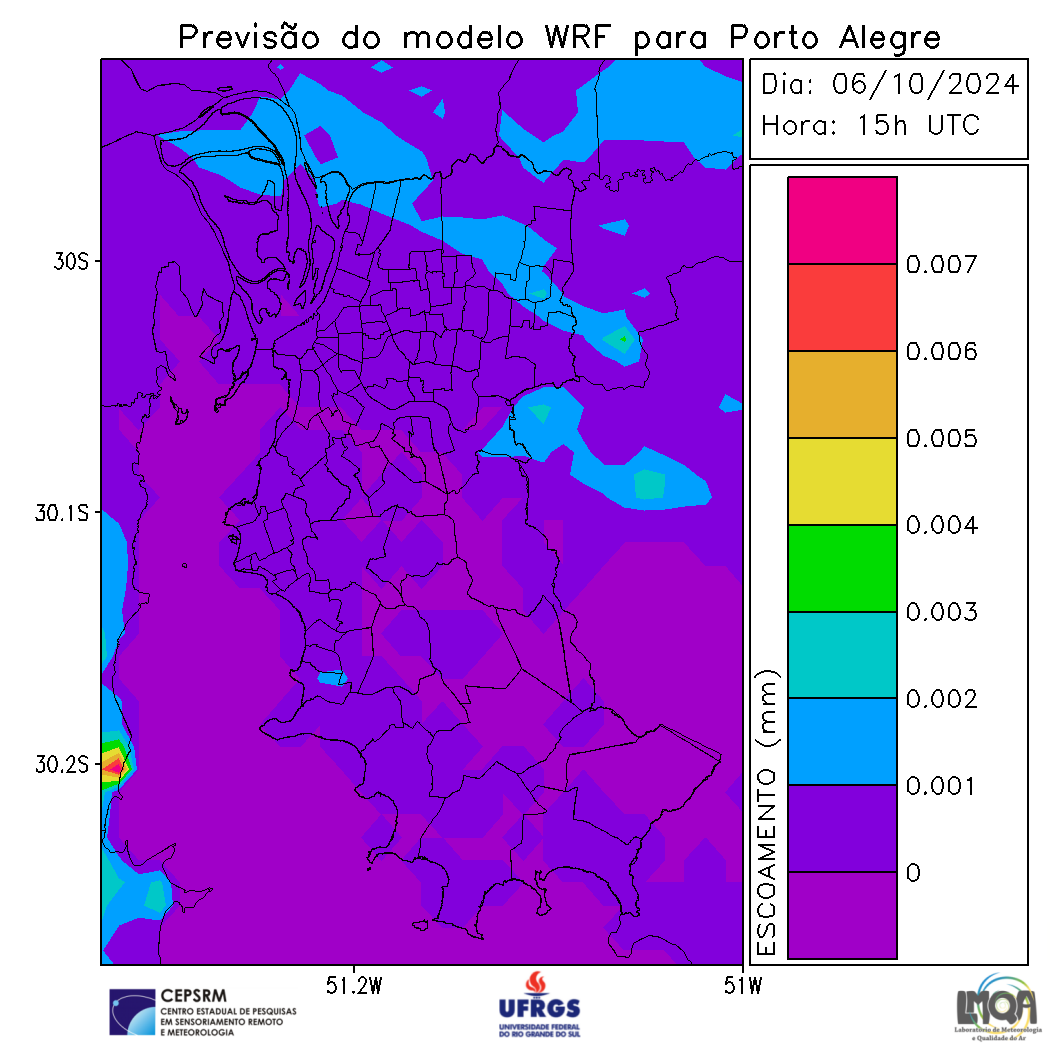 Previsão do modelo WRF para Porto Alegre
Dia: 06/10/2024
Hora: 15h UTC
30S
30.1S
30.2S
51.2W
51W
ESCOAMENTO (mm)
0.007
0.006
0.005
0.004
0.003
0.002
0.001
0
CEPSRM
CENTRO ESTADUAL DE PESQUISAS
EM SENSORIAMENTO REMOTO
E METEOROLOGIA
UFRGS
UNIVERSIDADE FEDERAL
DO RIO GRANDE DO SUL
LMQA
Laboratório de Meteorologia
e Qualidade do Ar